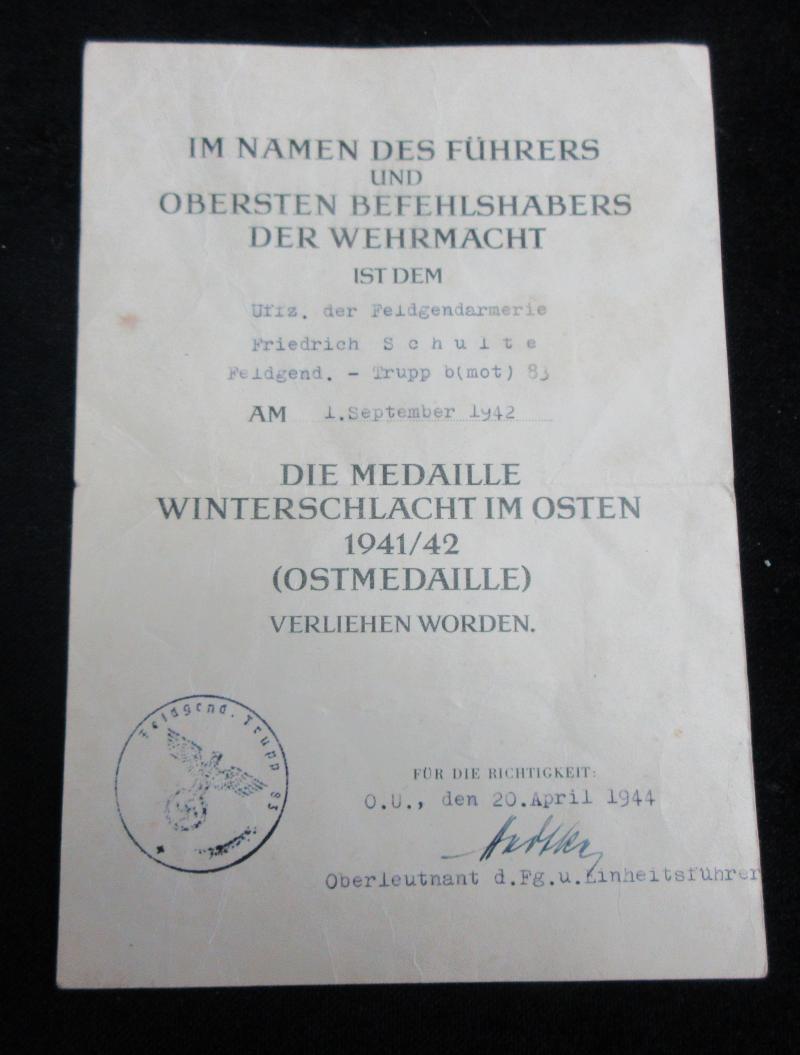 IM NAMEN DES FÜHRERS
UND
OBERSTEN BEFEHLSHABERS
DER WEHRMACHT
IST DEM
Uffz. der Feldgendarmerie
Friedrich S c h u l t e
Feldgend. - Trupp b(mot) 83
AM 1.September 1942
DIE MEDAILLE
WINTERSCHLACHT IM OSTEN
1941/42
(OSTMEDAILLE)
VERLIEHEN WORDEN.
Feldgend. Trupp 83
FÜR DIE RICHTIGKEIT:
O.U., den 20.April 1944
Oberleutnant d.Fg.u.Einheitsführer